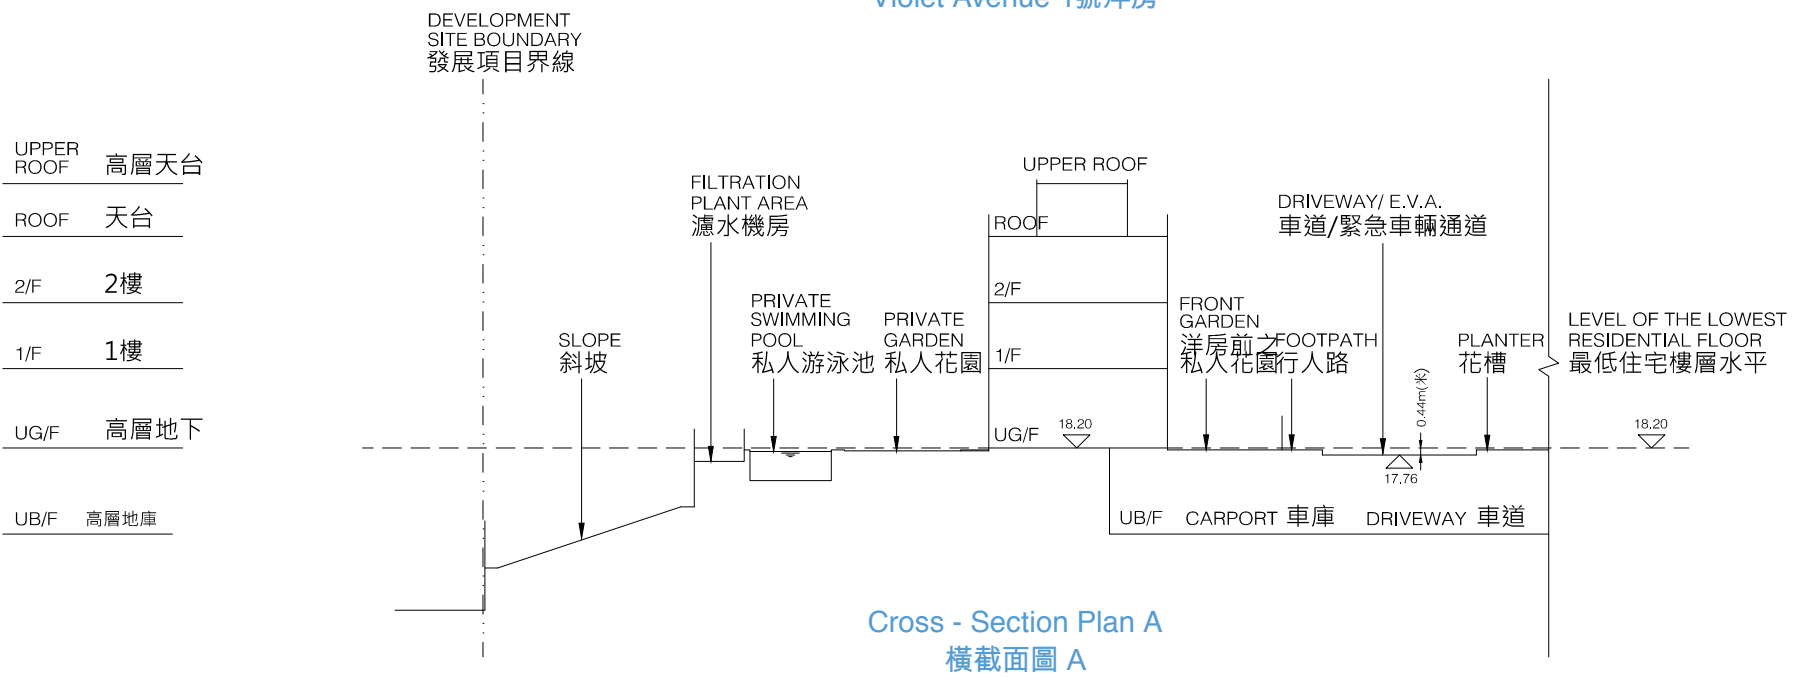 Violet Avenue 1號洋房
DEVELOPMENT
SITE BOUNDARY
發展項目界線
UPPER
ROOF 高層天台
ROOF 天台
2/F 2樓
1/F 1樓
UG/F 高層地下
UB/F 高層地庫
SLOPE
斜坡
FILTRATION
PLANT AREA
濾水機房
PRIVATE
SWIMMING
POOL
私人游泳池
PRIVATE
GARDEN
私人花園
UPPER ROOF
ROOF
2/F
1/F
UG/F 18.20
FRONT
GARDEN
洋房前之
私人花園
FOOTPATH
行人路
DRIVEWAY/ E.V.A.
車道/緊急車輛通道
0.44m(米)
17.76
PLANTER
花槽
LEVEL OF THE LOWEST
RESIDENTIAL FLOOR
最低住宅樓層水平
18.20
UB/F CARPORT 車庫 DRIVEWAY 車道
Cross - Section Plan A
橫截面圖 A